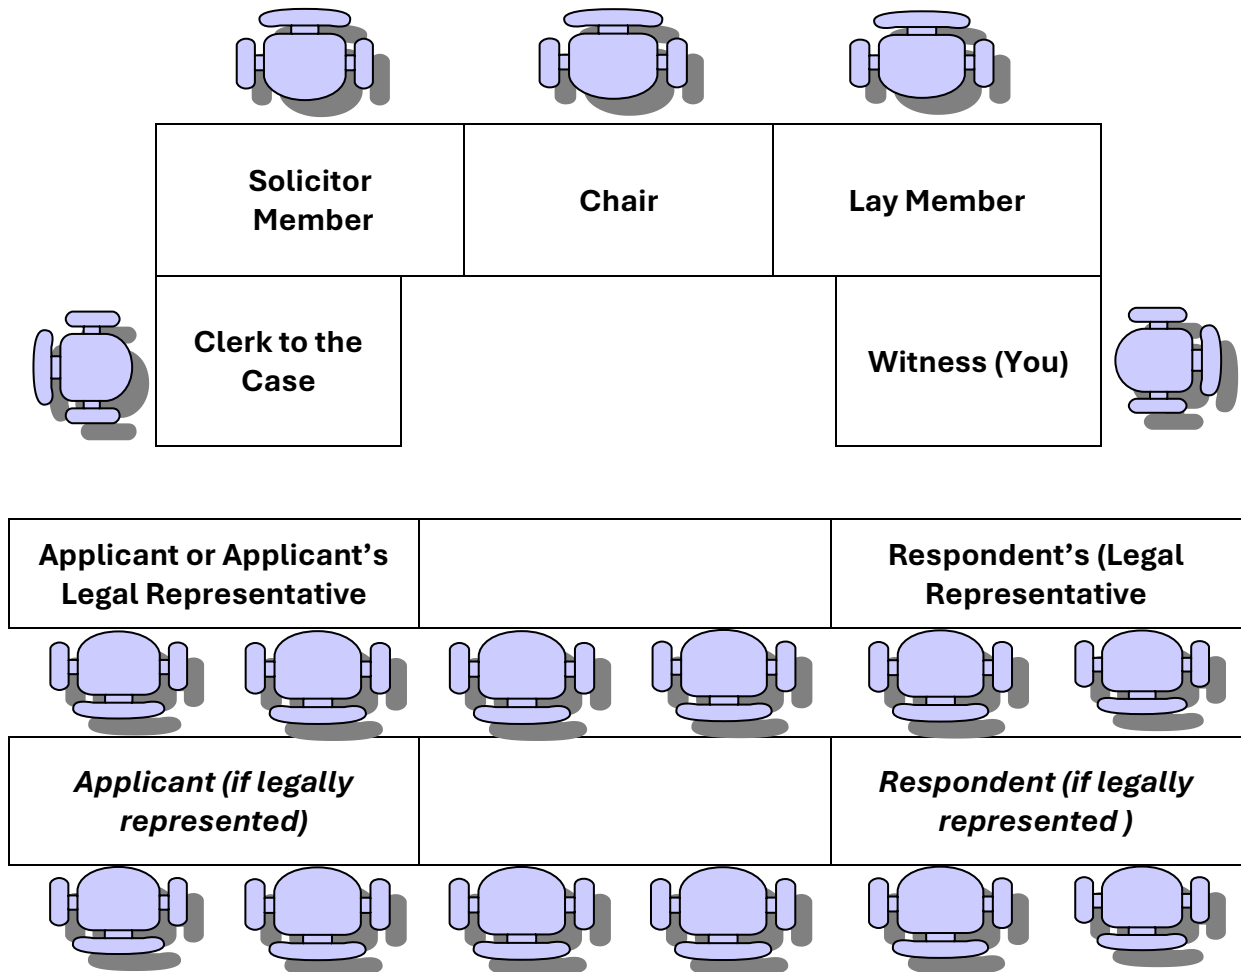 Solicitor
Member
Chair
Lay Member
Clerk to the
Case
Witness (You)
Applicant or Applicant’s
Legal Representative
Respondent’s (Legal
Representative
Applicant (if legally
represented)
Respondent (if legally
represented )